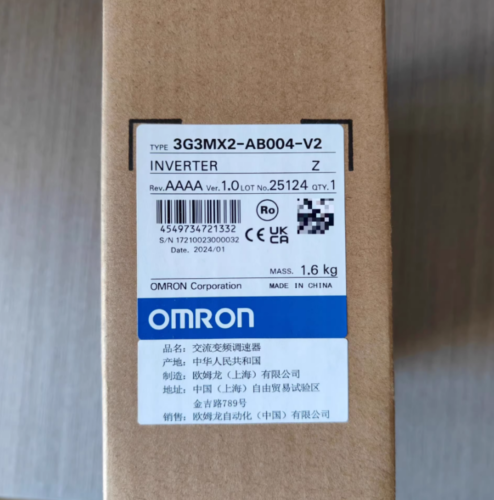 TYPE 3G3MX2-AB004-V2
INVERTER Z
Rev.AAAA Ver.1.0 LOT No.25124 QTY.1
4549734721332
S/N 17210023000032
Date. 2024/01
Ro
CE UK CA
MASS. 1.6 kg
OMRON Corporation MADE IN CHINA
OMRON
品名：交流变频调速器
产地：中华人民共和国
制造：欧姆龙（上海）有限公司
地址：中国（上海）自由贸易试验区
金吉路789号
销售：欧姆龙自动化（中国）有限公司